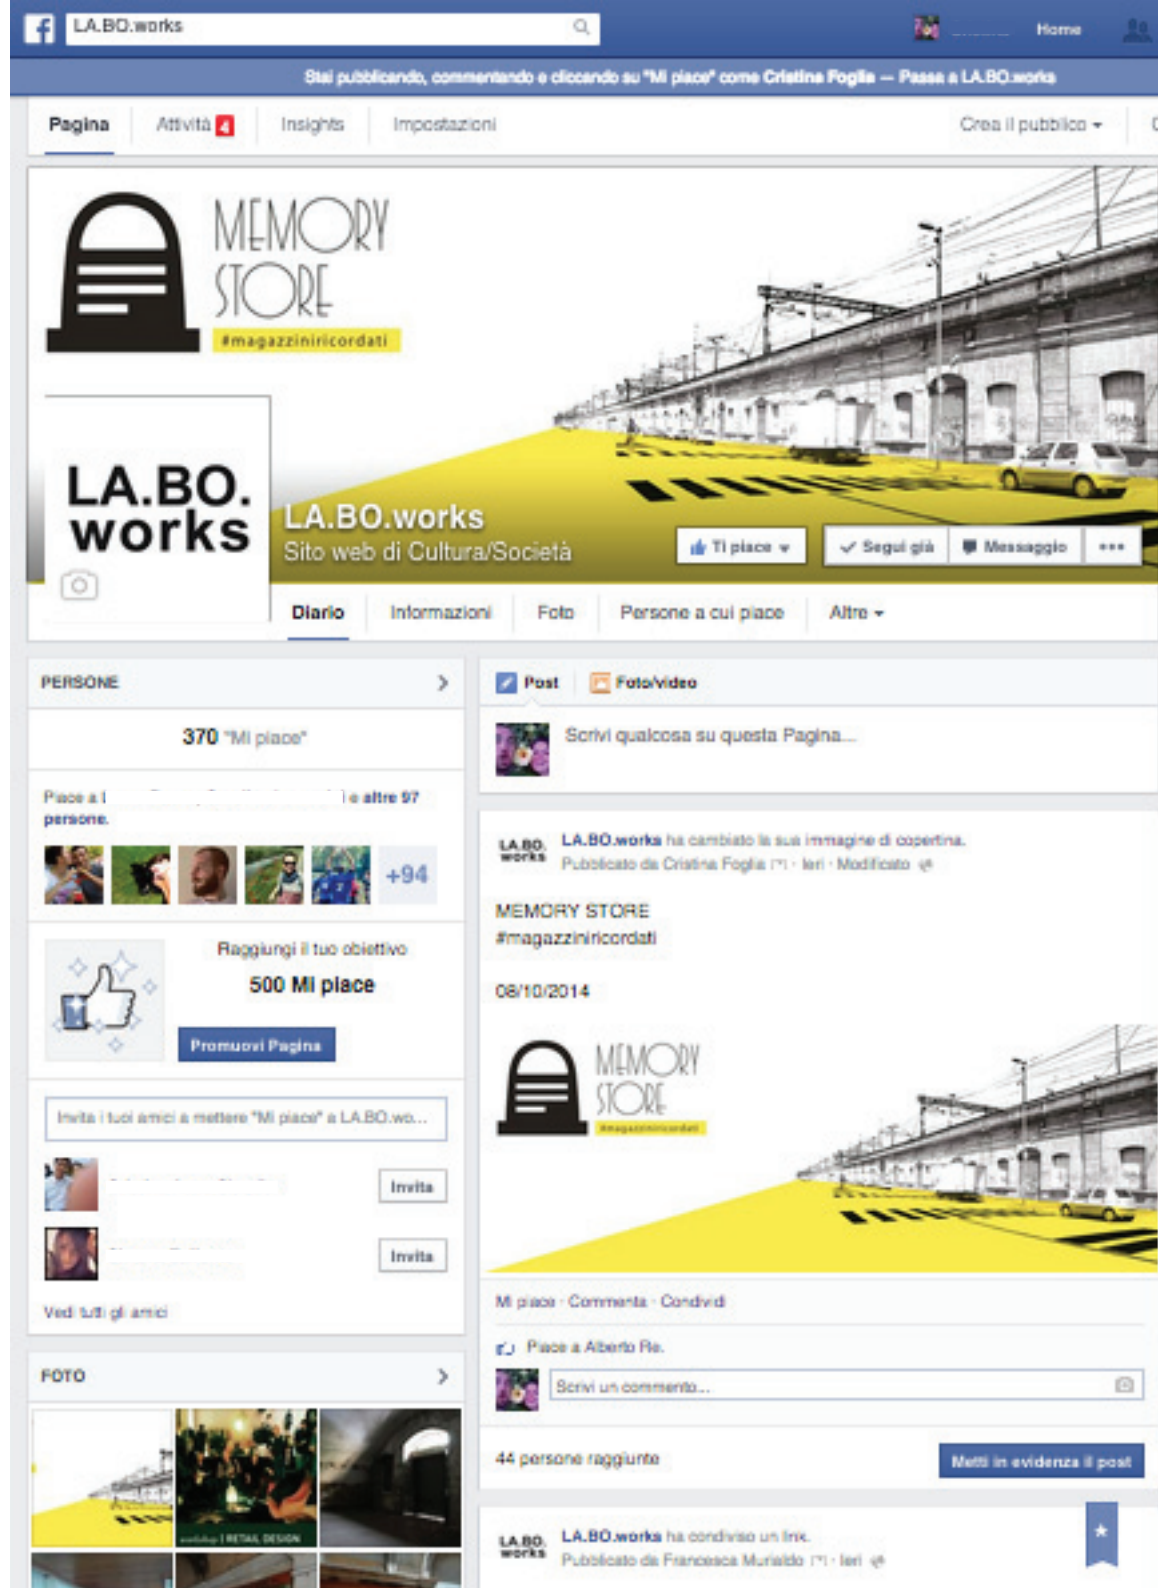 LA.BO.works
Home
Stai pubblicando, commentando e cliccando su "Mi piace" come Cristina Foglia — Passa a LA.BO.works
Pagina
Attività 4
Insights
Impostazioni
Crea il pubblico
MEMORY
STORE
#magazziniricordati
LA.BO.
works
LA.BO.works
Sito web di Cultura/Società
Ti piace
Segui già
Messaggio
Diario
Informazioni
Foto
Persone a cui piace
Altre
PERSONE
370 "Mi piace"
Piace a e altre 97
persone.
+94
Raggiungi il tuo obiettivo
500 Mi piace
Promuovi Pagina
Invita i tuoi amici a mettere "Mi piace" a LA.BO.wo...
Invita
Invita
Vedi tutti gli amici
FOTO
workshop | RETAIL DESIGN
Post
Foto/video
Scrivi qualcosa su questa Pagina...
LA.BO.
works
LA.BO.works ha cambiato la sua immagine di copertina.
Pubblicato da Cristina Foglia [?] · Ieri · Modificato
MEMORY STORE
#magazziniricordati
08/10/2014
MEMORY
STORE
#magazziniricordati
Mi piace · Commenta · Condividi
Piace a Alberto Re.
Scrivi un commento...
44 persone raggiunte
Metti in evidenza il post
LA.BO.
works
LA.BO.works ha condiviso un link.
Pubblicato da Francesca Murialdo [?] · Ieri